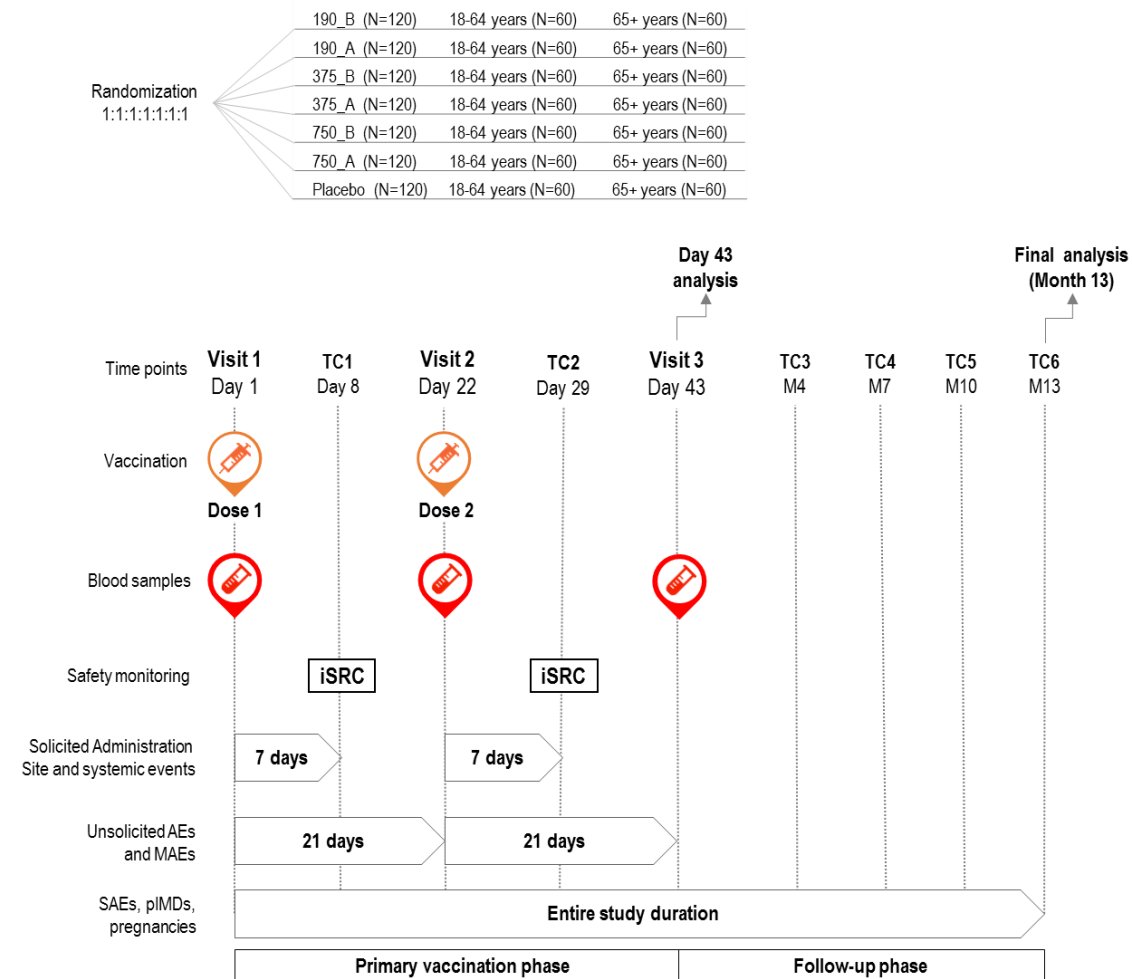 190_B (N=120) 18-64 years (N=60) 65+ years (N=60)
190_A (N=120) 18-64 years (N=60) 65+ years (N=60)
375_B (N=120) 18-64 years (N=60) 65+ years (N=60)
Randomization
1:1:1:1:1:1:1
375_A (N=120) 18-64 years (N=60) 65+ years (N=60)
750_B (N=120) 18-64 years (N=60) 65+ years (N=60)
750_A (N=120) 18-64 years (N=60) 65+ years (N=60)
Placebo (N=120) 18-64 years (N=60) 65+ years (N=60)
Day 43
analysis
Final analysis
(Month 13)
Time points
Visit 1 TC1 Visit 2 TC2 Visit 3 TC3 TC4 TC5 TC6
Day 1 Day 8 Day 22 Day 29 Day 43 M4 M7 M10 M13
Vaccination
Dose 1 Dose 2
Blood samples
Safety monitoring iSRC iSRC
Solicited Administration
Site and systemic events
7 days 7 days
Unsolicited AEs
and MAEs
21 days 21 days
SAEs, pIMDs,
pregnancies
Entire study duration
Primary vaccination phase Follow-up phase